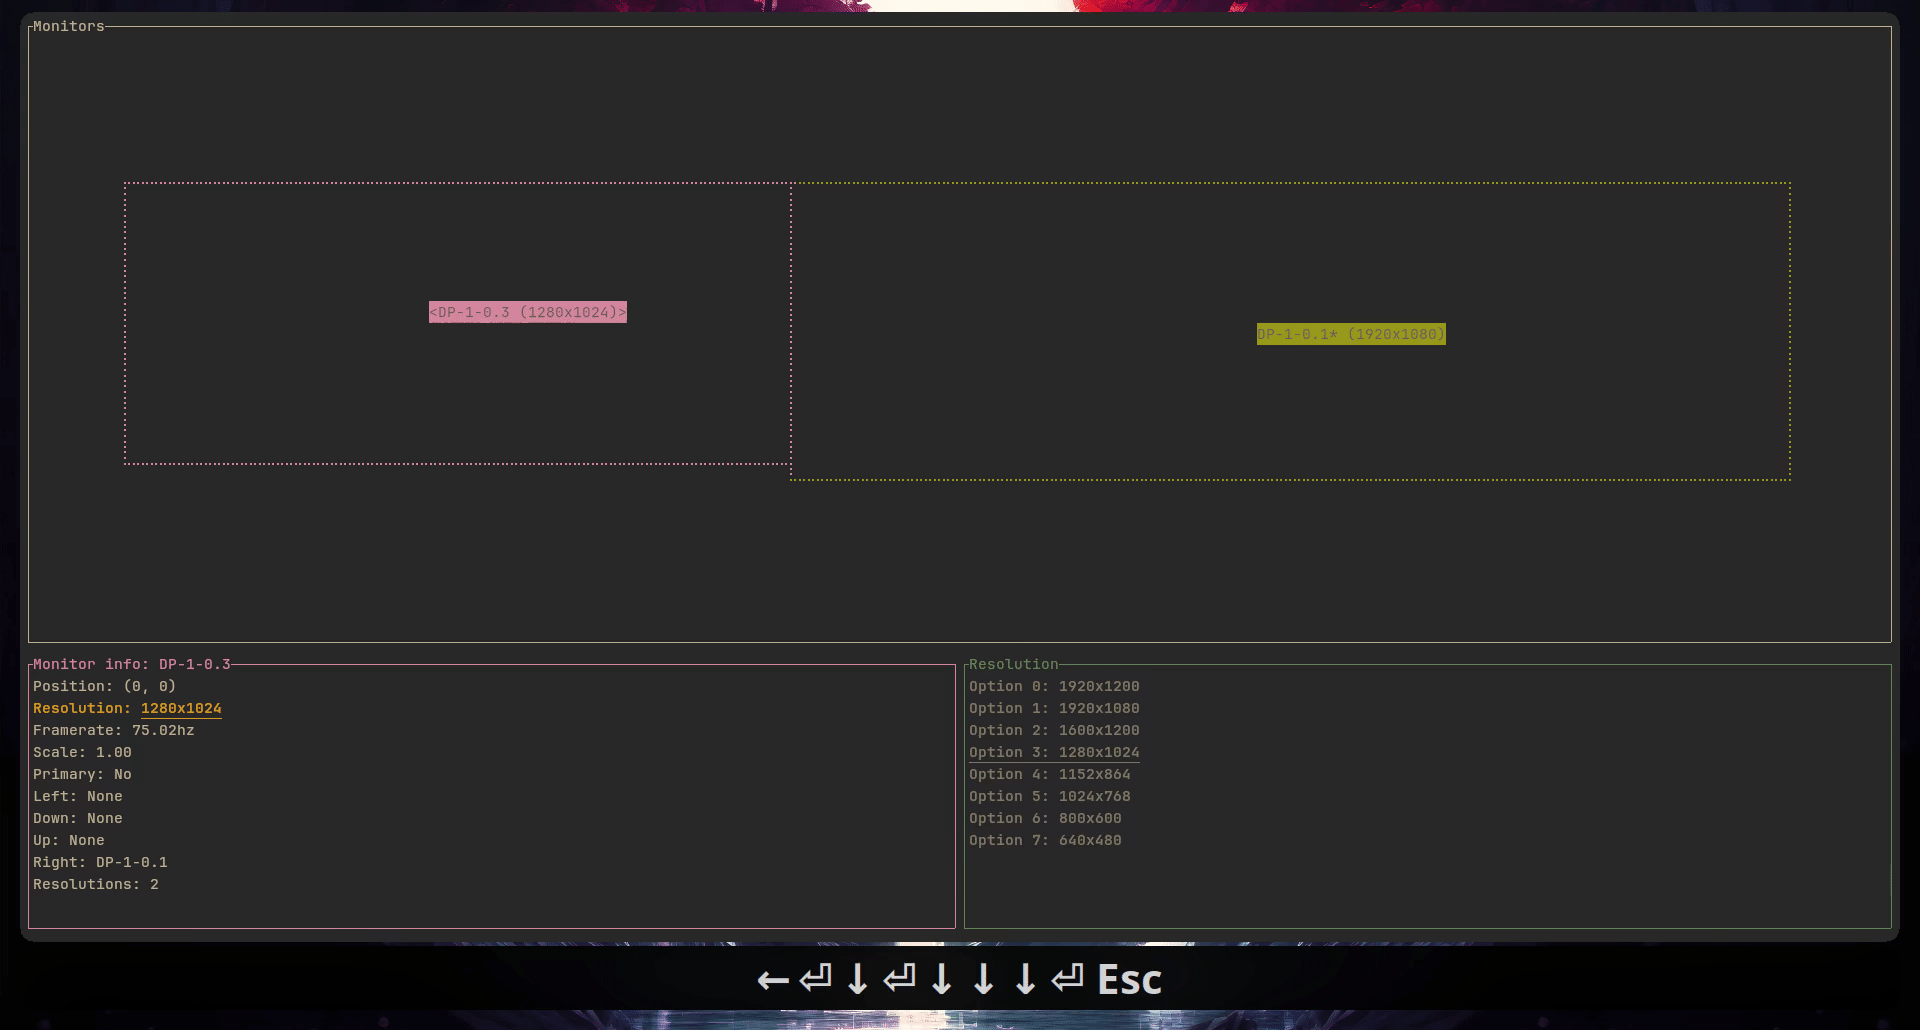 Monitors
<DP-1-0.3 (1280x1024)>
DP-1-0.1* (1920x1080)
Monitor info: DP-1-0.3
Position: (0, 0)
Resolution: 1280x1024
Framerate: 75.02hz
Scale: 1.00
Primary: No
Left: None
Down: None
Up: None
Right: DP-1-0.1
Resolutions: 2
Resolution
Option 0: 1920x1200
Option 1: 1920x1080
Option 2: 1600x1200
Option 3: 1280x1024
Option 4: 1152x864
Option 5: 1024x768
Option 6: 800x600
Option 7: 640x480
←⏎↓⏎↓↓↓⏎ Esc